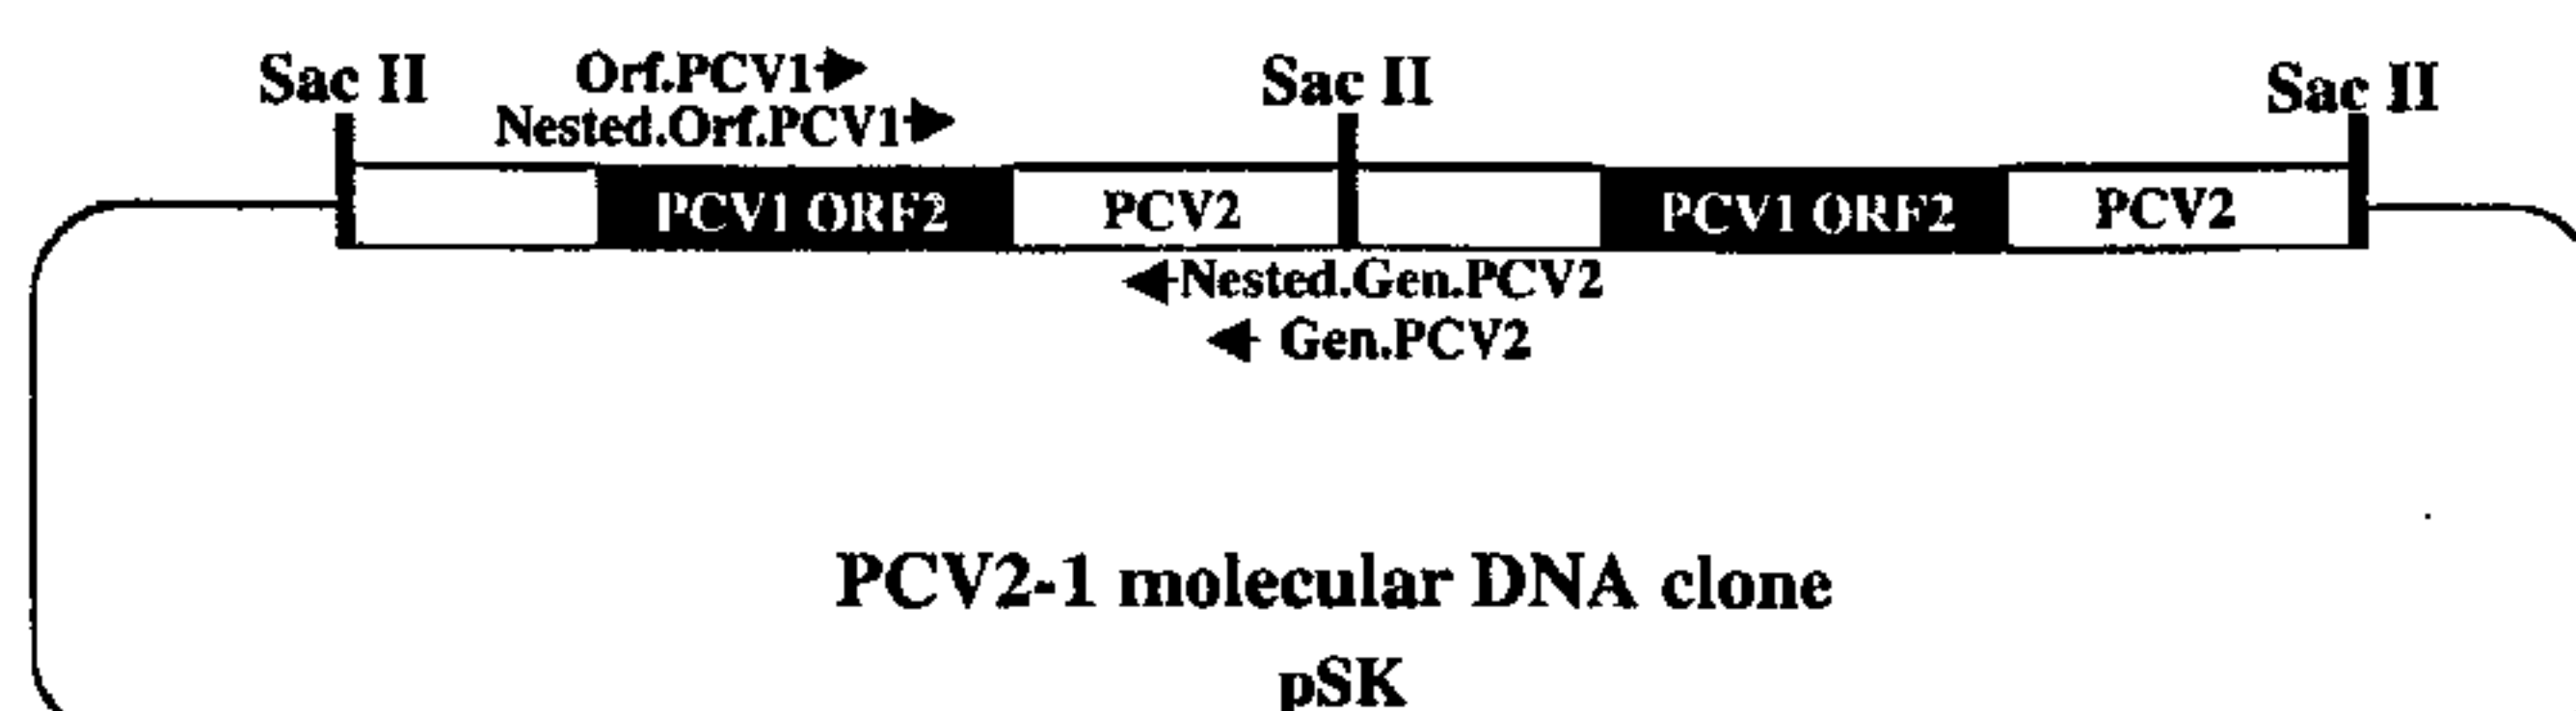 Orf.PCV1
Sac II Sac II Sac II
Nested.Orf.PCV1
PCV1 ORF2 PCV2 PCV1 ORF2 PCV2
Nested.Gen.PCV2
Gen.PCV2
PCV2-1 molecular DNA clone
pSK